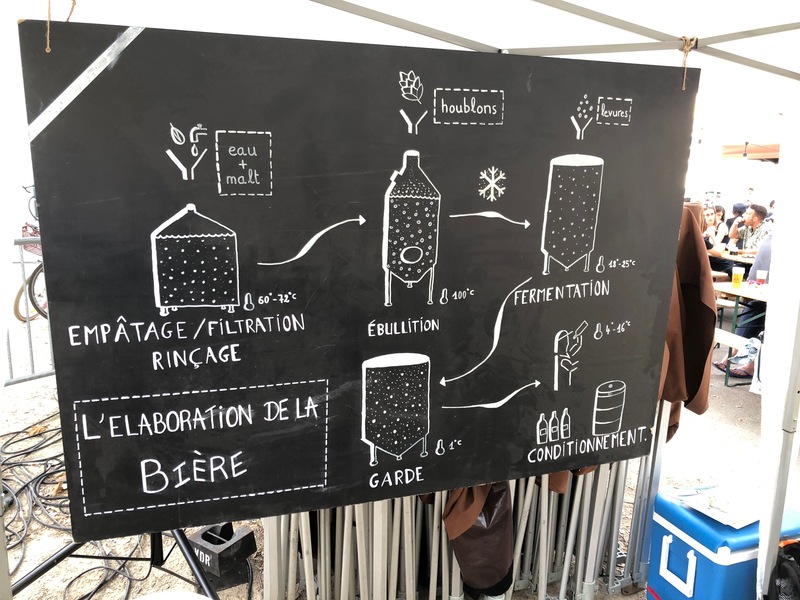 houblons
levures
eau
+
malt
60°-72°C
100°C
18°-25°C
EMPÂTAGE/FILTRATION
RINÇAGE
ÉBULLITION
FERMENTATION
4°-16°C
L'ELABORATION DE LA
BIÈRE
1°C
GARDE
CONDITIONNEMENT.